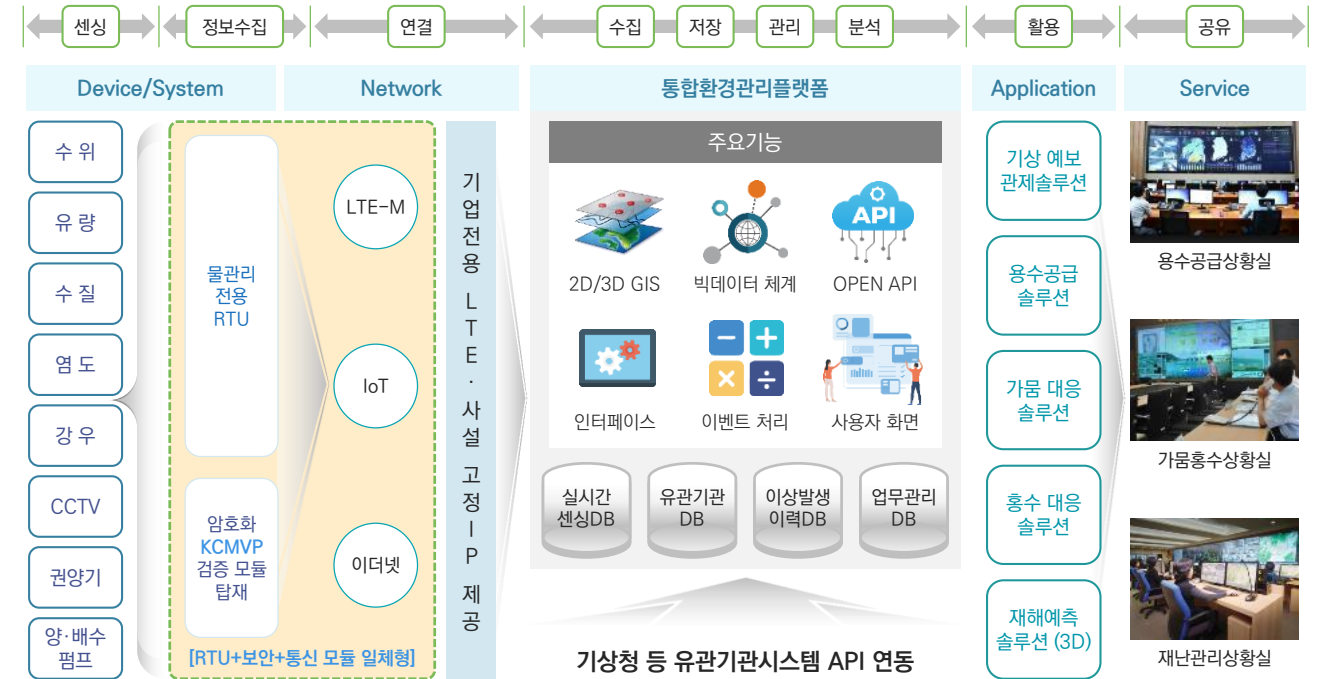 센싱
정보수집
연결
수집
저장
관리
분석
활용
공유
Device/System
Network
통합환경관리플랫폼
Application
Service
수 위
유 량
수 질
염 도
강 우
CCTV
권양기
양·배수
펌프
물관리
전용
RTU
암호화
KCMVP
검증 모듈
탑재
LTE-M
IoT
이더넷
[RTU+보안+통신 모듈 일체형]
기업전용 LTE·사설 고정IP 제공
주요기능
2D/3D GIS
빅데이터 체계
API
OPEN API
인터페이스
이벤트 처리
사용자 화면
실시간
센싱DB
유관기관
DB
이상발생
이력DB
업무관리
DB
기상청 등 유관기관시스템 API 연동
기상 예보
관제솔루션
용수공급
솔루션
가뭄 대응
솔루션
홍수 대응
솔루션
재해예측
솔루션 (3D)
용수공급상황실
가뭄홍수상황실
재난관리상황실